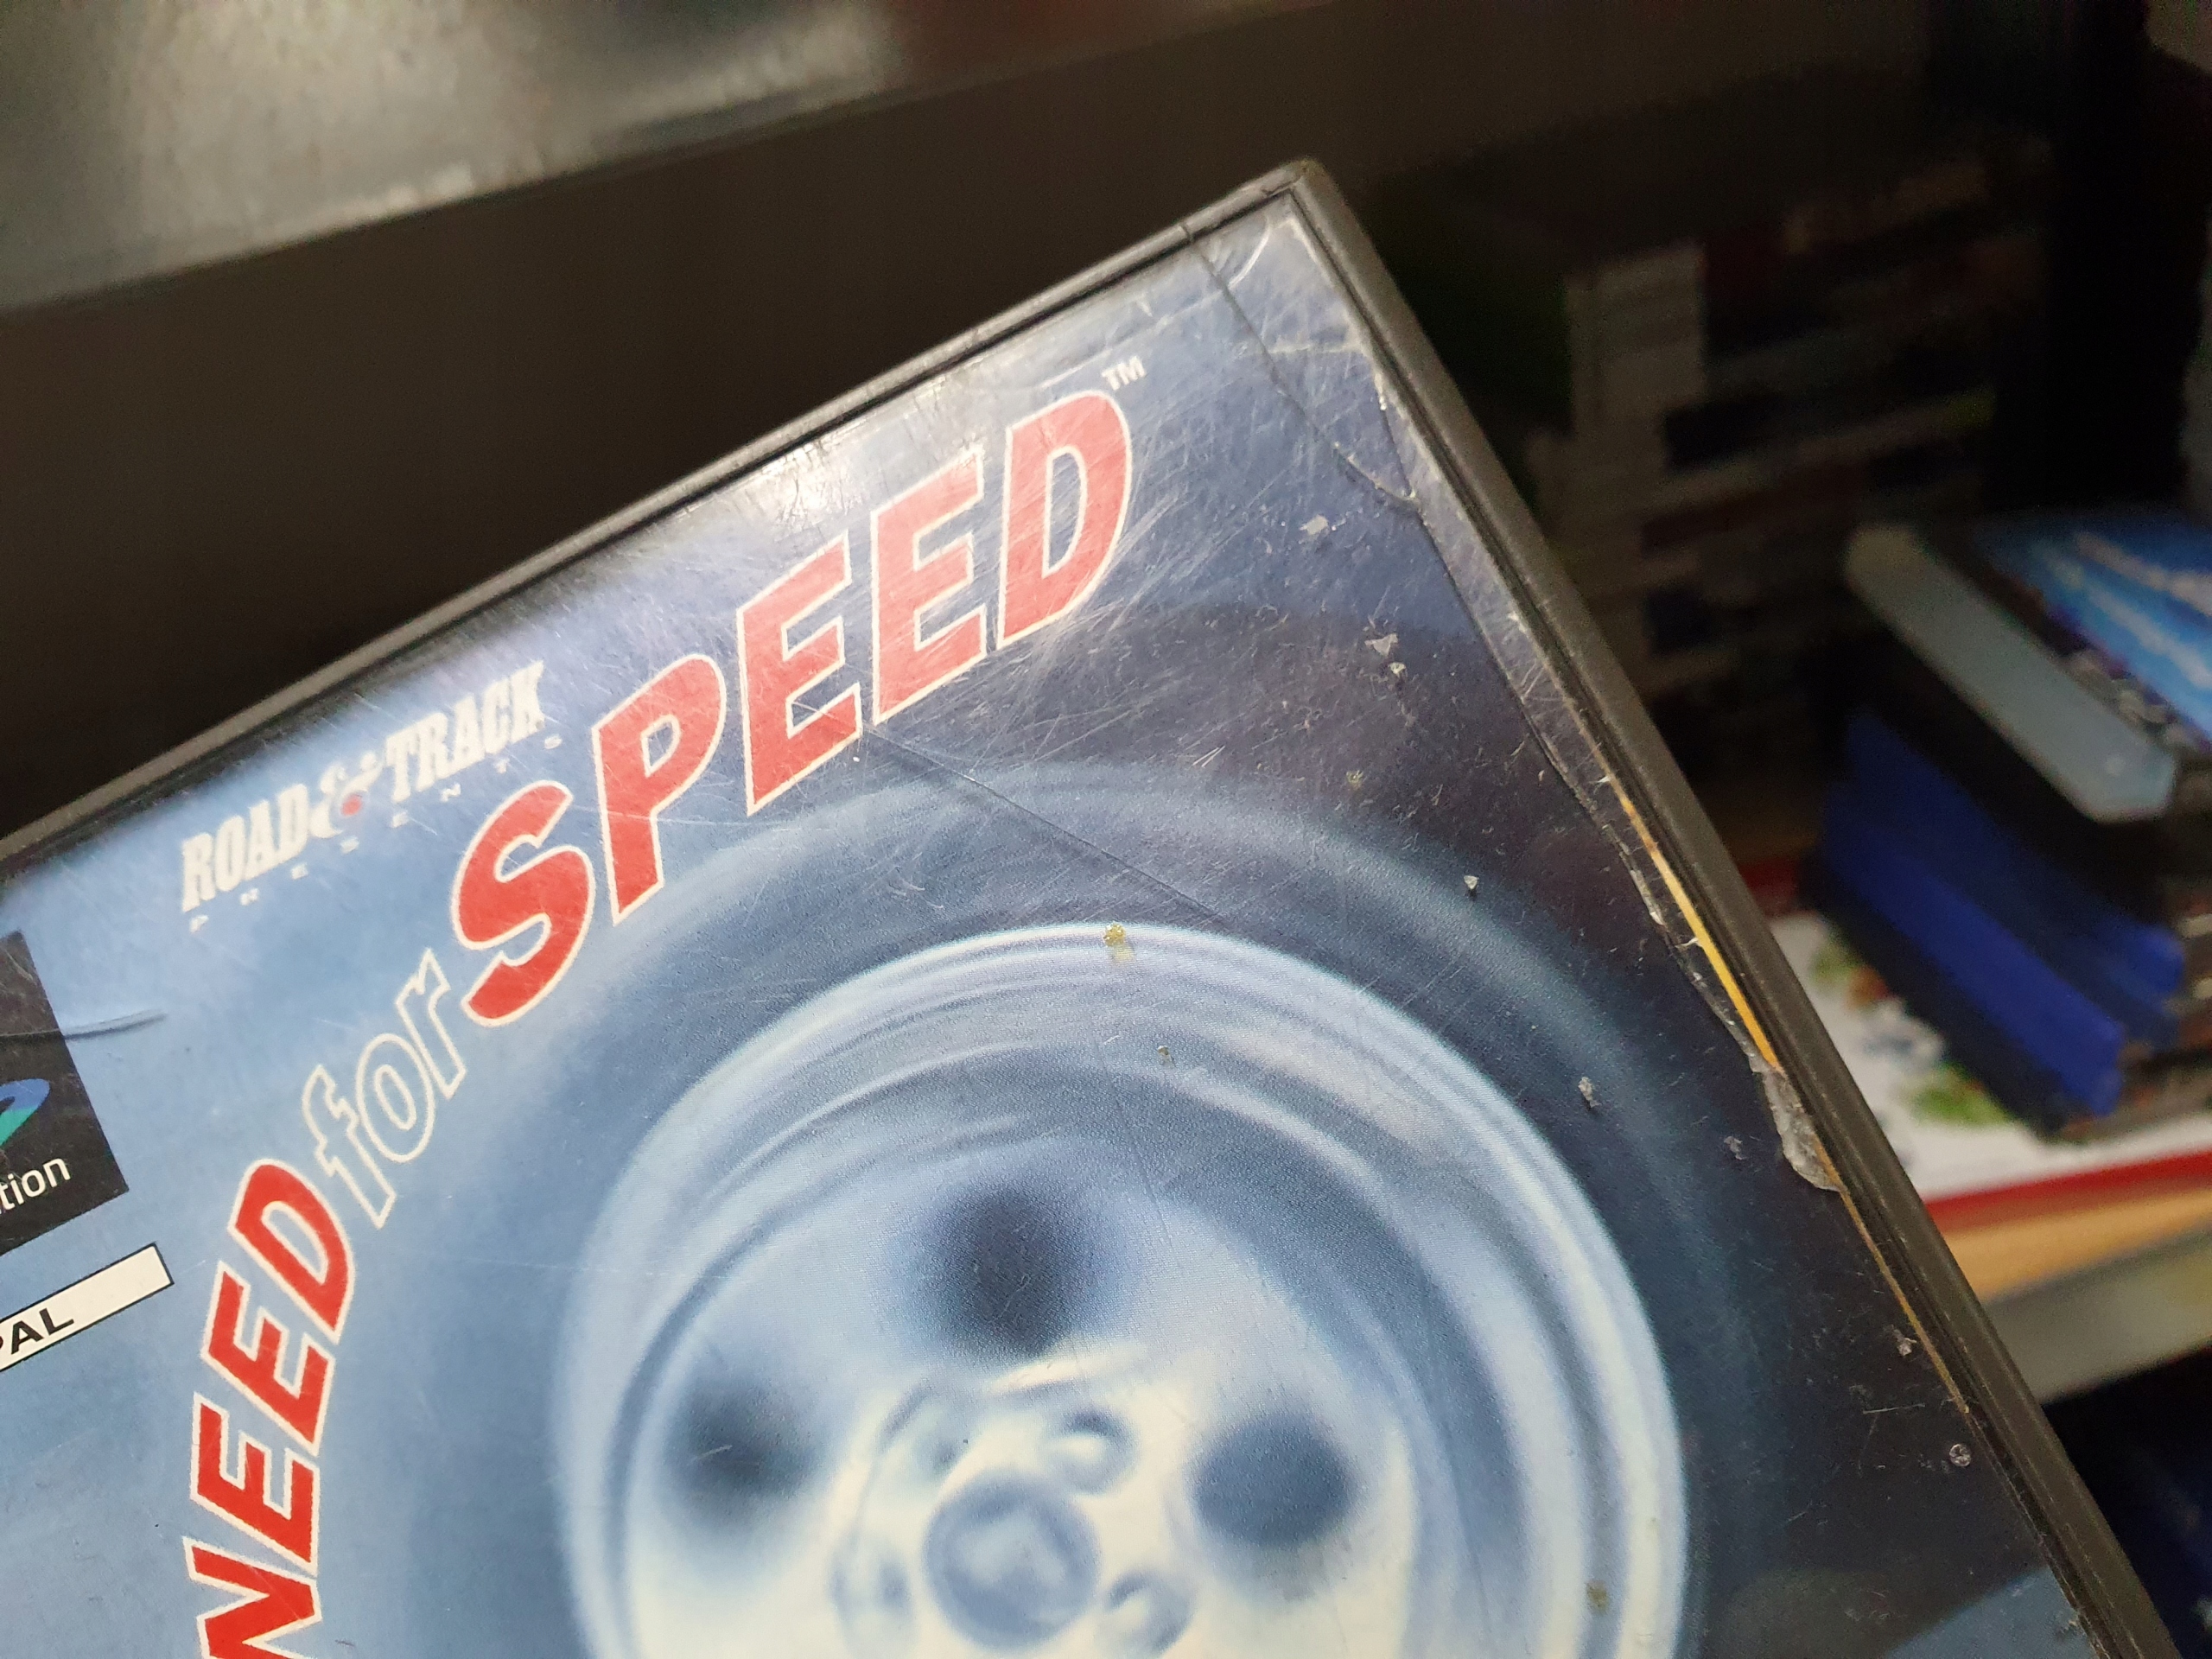 ROAD & TRACK
PRESENTS
NEED for SPEED™
tion
PAL